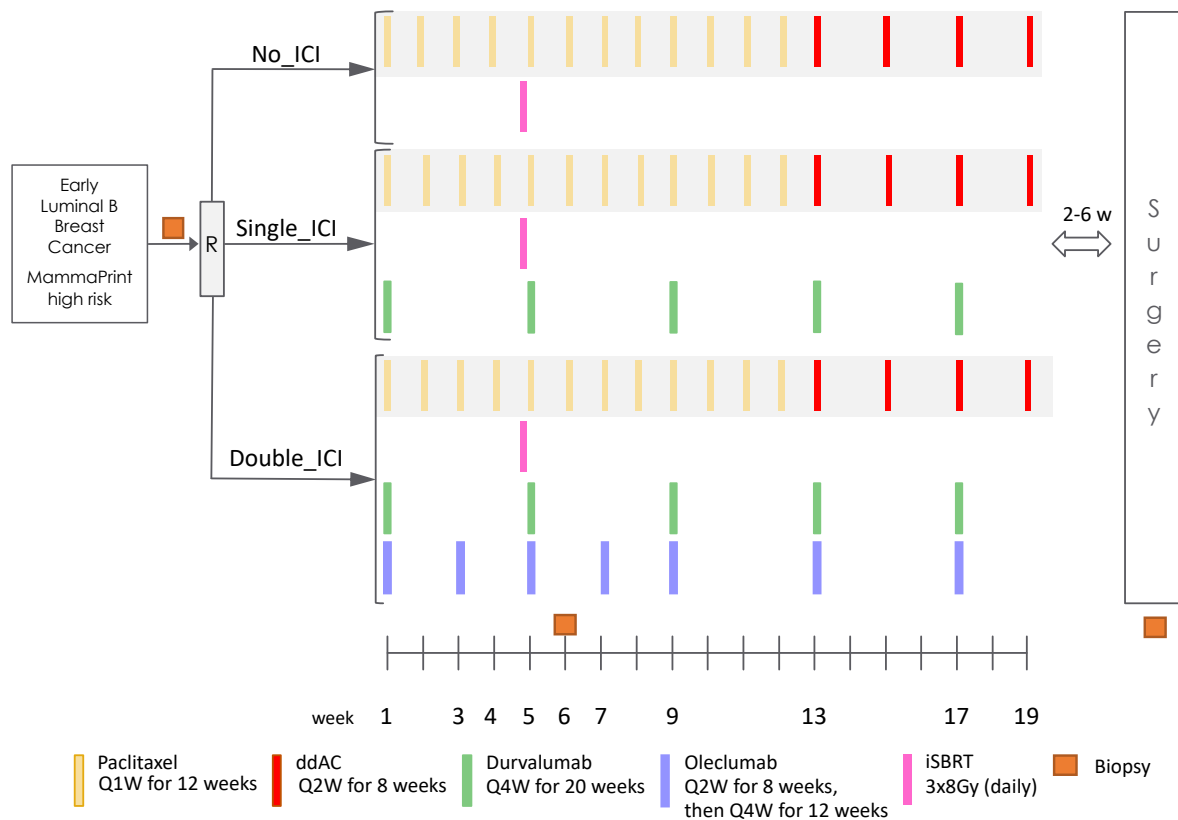 No_ICI
Early
Luminal B
Breast
Cancer
MammaPrint
high risk
R
Single_ICI
Double_ICI
2-6 w
S
u
r
g
e
r
y
week 1 3 4 5 6 7 9 13 17 19
Paclitaxel
Q1W for 12 weeks
ddAC
Q2W for 8 weeks
Durvalumab
Q4W for 20 weeks
Oleclumab
Q2W for 8 weeks,
then Q4W for 12 weeks
iSBRT
3x8Gy (daily)
Biopsy